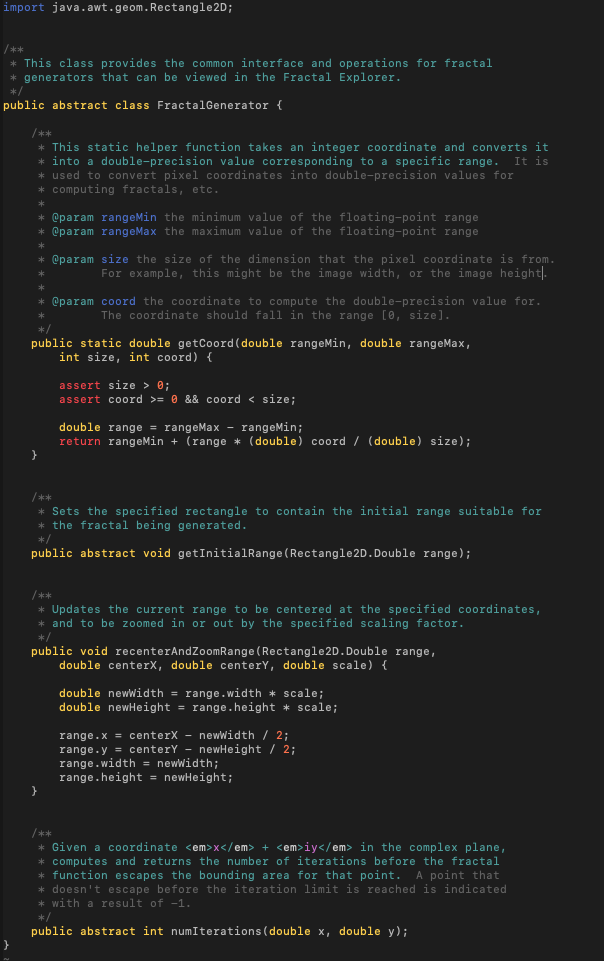 import java.awt.geom.Rectangle2D;
/**
 * This class provides the common interface and operations for fractal
 * generators that can be viewed in the Fractal Explorer.
 */
public abstract class FractalGenerator {
    /**
     * This static helper function takes an integer coordinate and converts it
     * into a double-precision value corresponding to a specific range.  It is
     * used to convert pixel coordinates into double-precision values for
     * computing fractals, etc.
     *
     * @param rangeMin the minimum value of the floating-point range
     * @param rangeMax the maximum value of the floating-point range
     *
     * @param size the size of the dimension that the pixel coordinate is from.
     *        For example, this might be the image width, or the image height.
     *
     * @param coord the coordinate to compute the double-precision value for.
     *        The coordinate should fall in the range [0, size].
     */
    public static double getCoord(double rangeMin, double rangeMax,
        int size, int coord) {
        assert size > 0;
        assert coord >= 0 && coord < size;
        double range = rangeMax - rangeMin;
        return rangeMin + (range * (double) coord / (double) size);
    }
    /**
     * Sets the specified rectangle to contain the initial range suitable for
     * the fractal being generated.
     */
    public abstract void getInitialRange(Rectangle2D.Double range);
    /**
     * Updates the current range to be centered at the specified coordinates,
     * and to be zoomed in or out by the specified scaling factor.
     */
    public void recenterAndZoomRange(Rectangle2D.Double range,
        double centerX, double centerY, double scale) {
        double newWidth = range.width * scale;
        double newHeight = range.height * scale;
        range.x = centerX - newWidth / 2;
        range.y = centerY - newHeight / 2;
        range.width = newWidth;
        range.height = newHeight;
    }
    /**
     * Given a coordinate <em>x</em> + <em>iy</em> in the complex plane,
     * computes and returns the number of iterations before the fractal
     * function escapes the bounding area for that point.  A point that
     * doesn't escape before the iteration limit is reached is indicated
     * with a result of -1.
     */
    public abstract int numIterations(double x, double y);
}
~